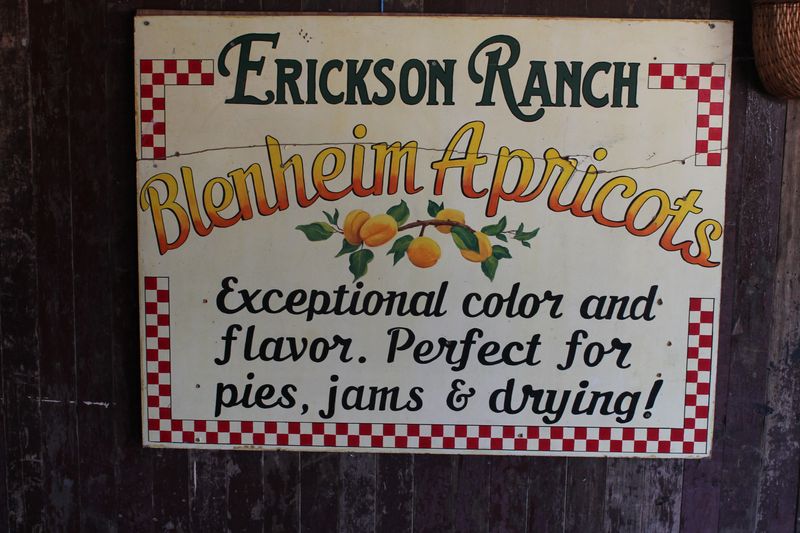 Erickson Ranch
Blenheim Apricots
Exceptional color and
flavor. Perfect for
pies, jams & drying!